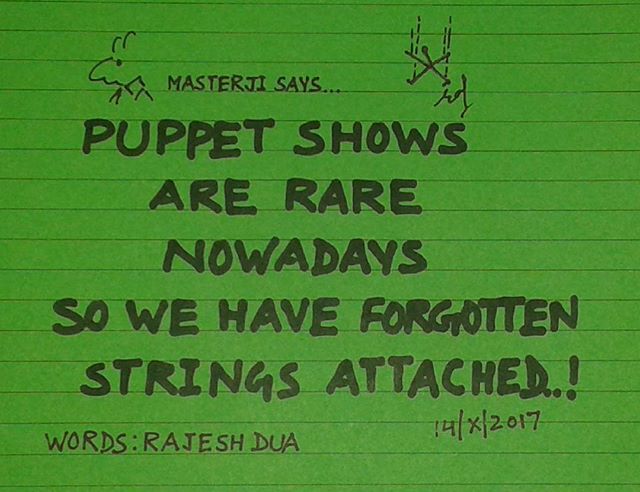 MASTERJI SAYS...
PUPPET SHOWS
ARE RARE
NOWADAYS
SO WE HAVE FORGOTTEN
STRINGS ATTACHED..!
14/X/2017
WORDS: RAJESH DUA